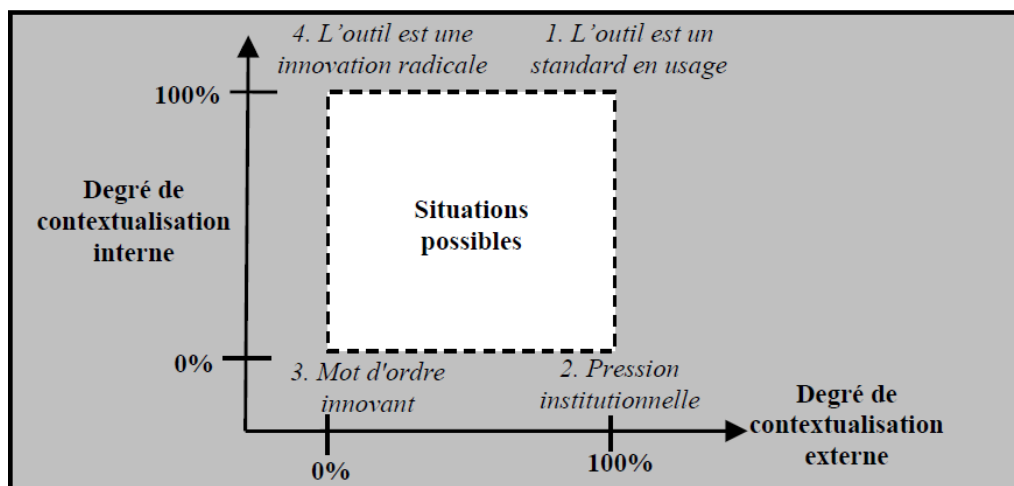 4. L'outil est une
innovation radicale
1. L'outil est un
standard en usage
100%
Degré de
contextualisation
interne
Situations
possibles
0%
3. Mot d'ordre
innovant
2. Pression
institutionnelle
Degré de
contextualisation
externe
0%
100%